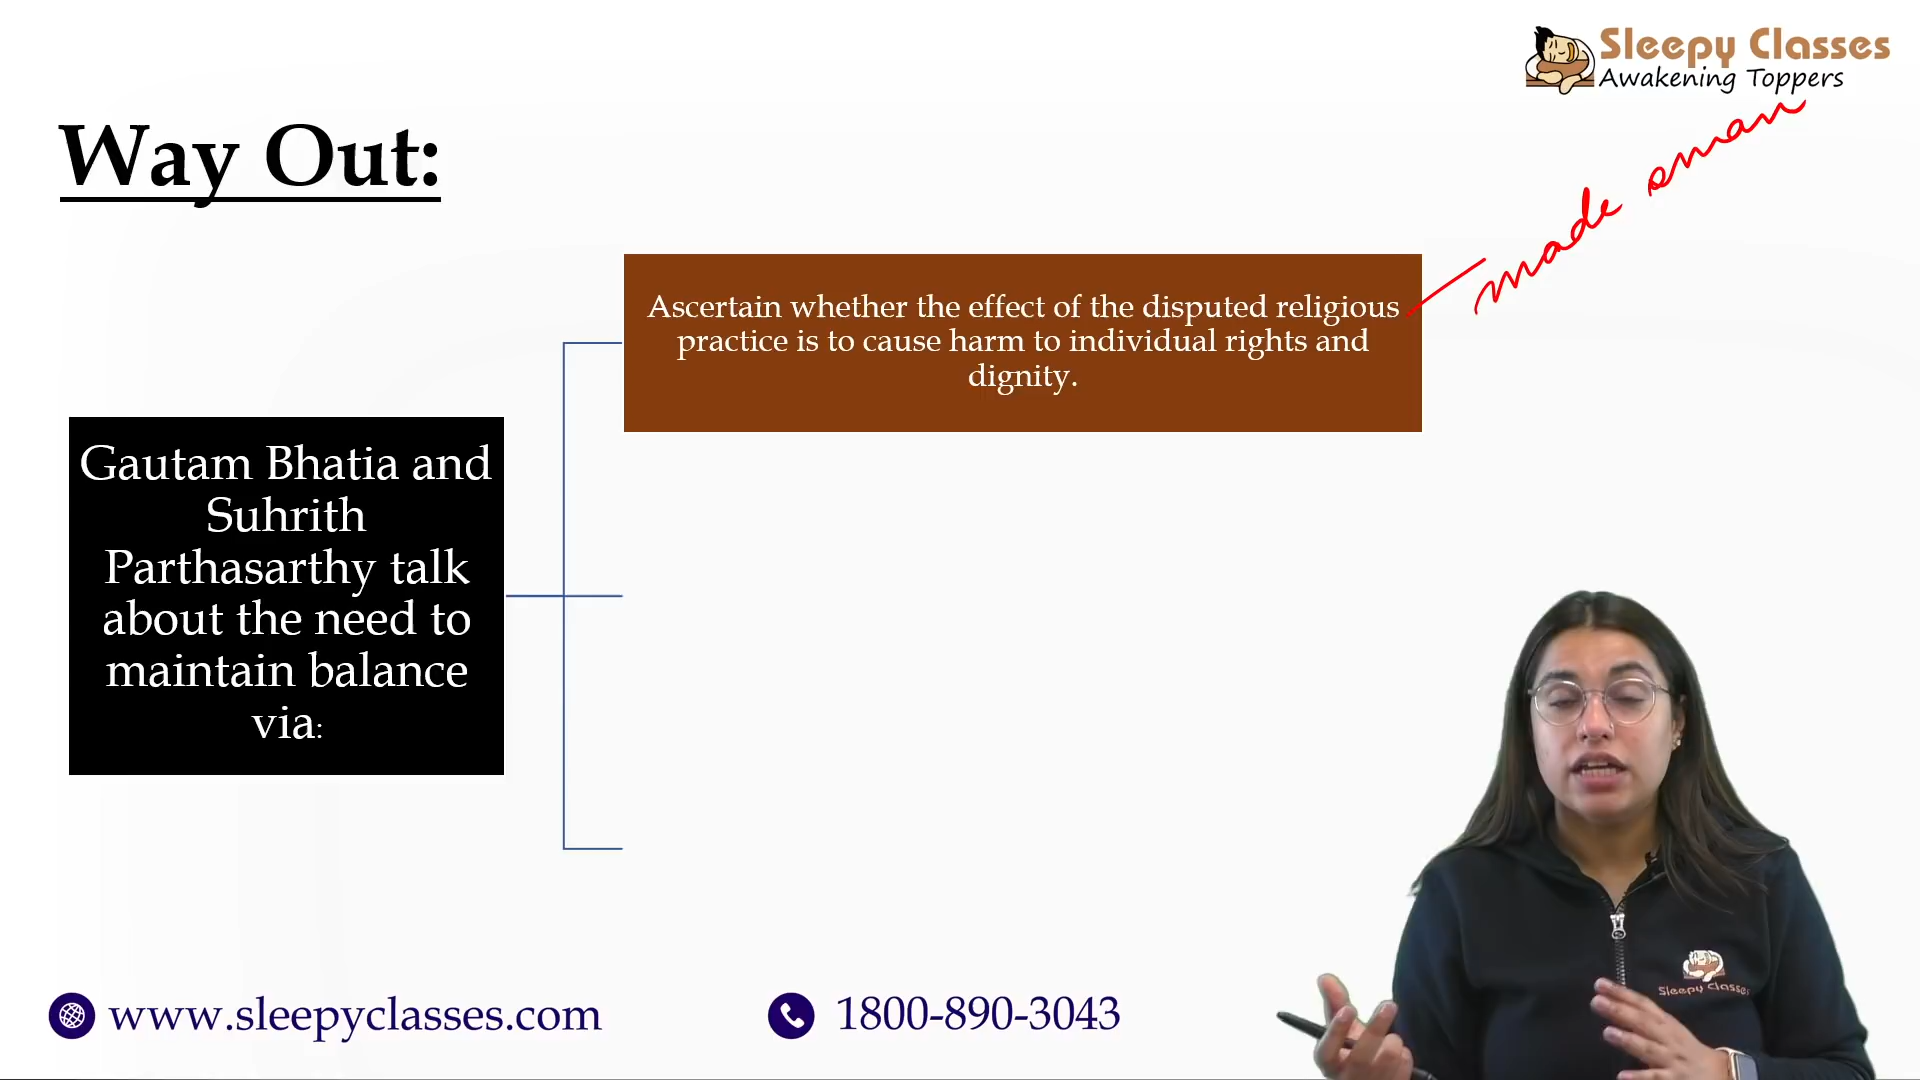 Sleepy Classes
Awakening Toppers
Way Out:
made snan
Ascertain whether the effect of the disputed religious
practice is to cause harm to individual rights and
dignity.
Gautam Bhatia and
Suhrith
Parthasarthy talk
about the need to
maintain balance
via:
Sleepy Classes
www.sleepyclasses.com
1800-890-3043